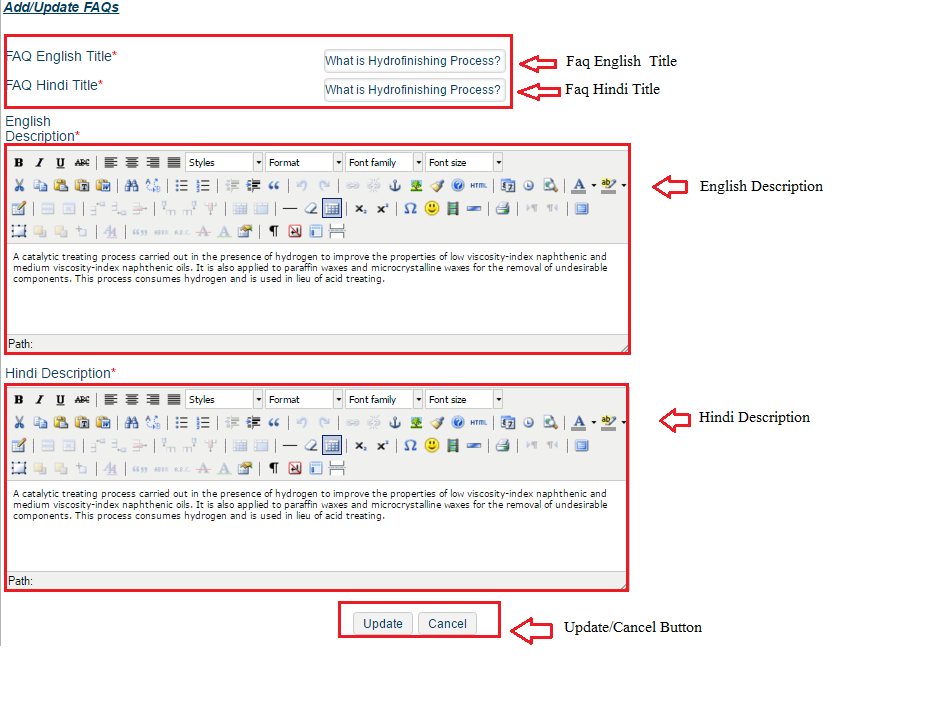 Add/Update FAQs
FAQ English Title*
What is Hydrofinishing Process?
Faq English Title
FAQ Hindi Title*
What is Hydrofinishing Process?
Faq Hindi Title
English
Description*
B I U ABC Styles Format Font family Font size
HTML
English Description
A catalytic treating process carried out in the presence of hydrogen to improve the properties of low viscosity-index naphthenic and
medium viscosity-index naphthenic oils. It is also applied to paraffin waxes and microcrystalline waxes for the removal of undesirable
components. This process consumes hydrogen and is used in lieu of acid treating.
Path:
Hindi Description*
B I U ABC Styles Format Font family Font size
HTML
Hindi Description
A catalytic treating process carried out in the presence of hydrogen to improve the properties of low viscosity-index naphthenic and
medium viscosity-index naphthenic oils. It is also applied to paraffin waxes and microcrystalline waxes for the removal of undesirable
components. This process consumes hydrogen and is used in lieu of acid treating.
Path:
Update Cancel
Update/Cancel Button